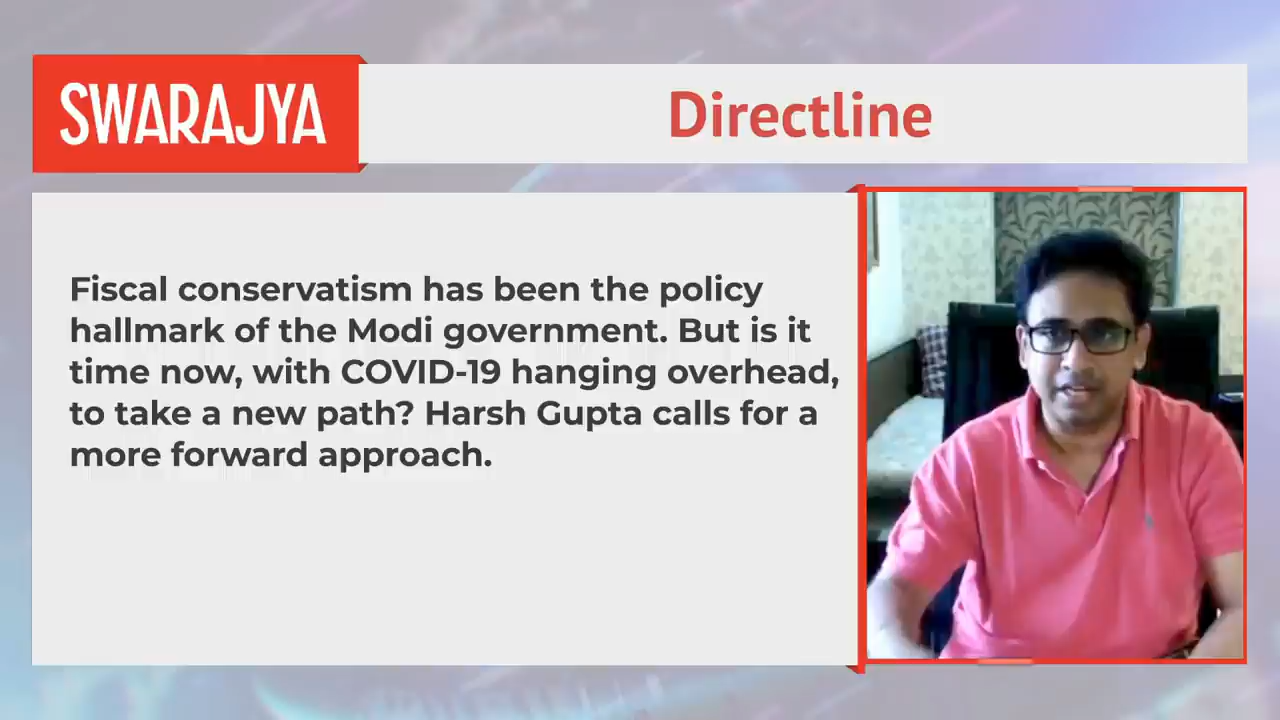 SWARAJYA
Directline
Fiscal conservatism has been the policy
hallmark of the Modi government. But is it
time now, with COVID-19 hanging overhead,
to take a new path? Harsh Gupta calls for a
more forward approach.